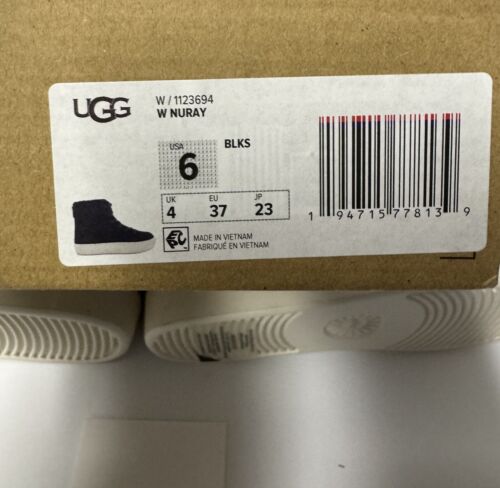 UGG
W / 1123694
W NURAY
USA
6
BLKS
UK EU JP
4 37 23
MADE IN VIETNAM
FABRIQUÉ EN VIETNAM
1 94715 77813 9